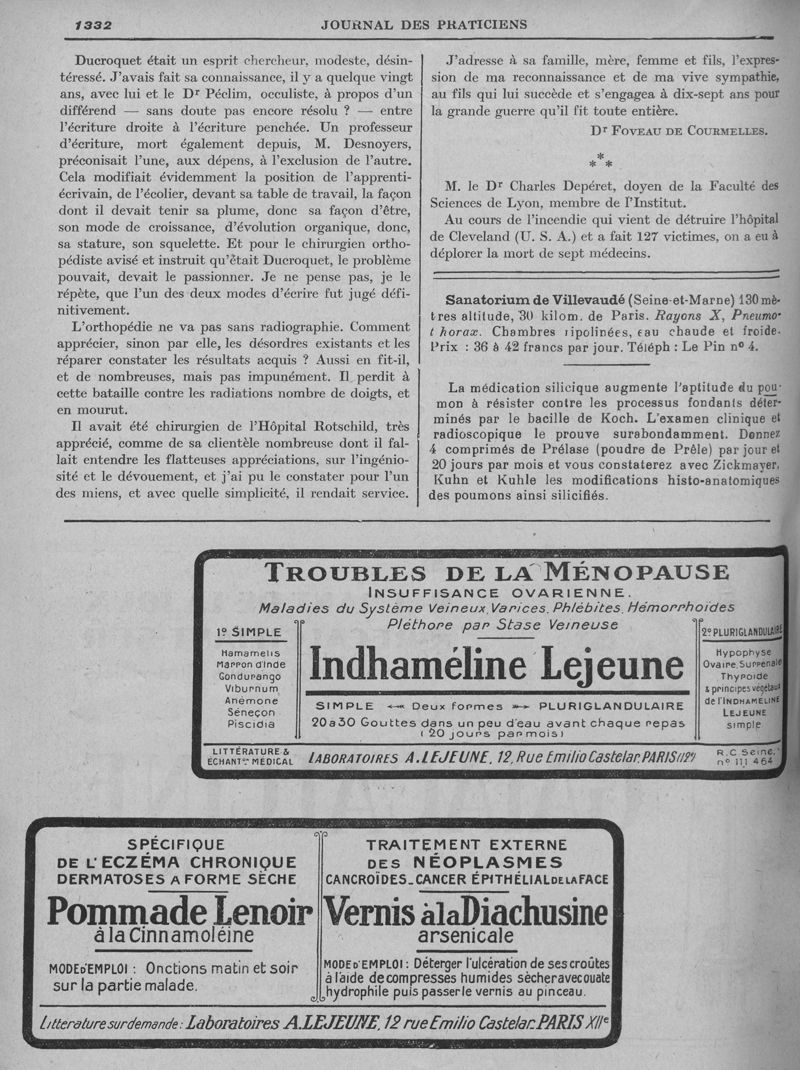 1332
JOURNAL DES PRATICIENS
Ducroquet était un esprit chercheur, modeste, désin-
téressé. J'avais fait sa connaissance, il y a quelque vingt
ans, avec lui et le Dr Péclim, occuliste, à propos d'un
différend — sans doute pas encore résolu ? — entre
l'écriture droite à l'écriture penchée. Un professeur
d'écriture, mort également depuis, M. Desnoyers,
préconisait l'une, aux dépens, à l'exclusion de l'autre.
Cela modifiait évidemment la position de l'apprenti-
écrivain, de l'écolier, devant sa table de travail, la façon
dont il devait tenir sa plume, donc sa façon d'être,
son mode de croissance, d'évolution organique, donc,
sa stature, son squelette. Et pour le chirurgien ortho-
pédiste avisé et instruit qu'était Ducroquet, le problème
pouvait, devait le passionner. Je ne pense pas, je le
répète, que l'un des deux modes d'écrire fut jugé défi-
nitivement.
L'orthopédie ne va pas sans radiographie. Comment
apprécier, sinon par elle, les désordres existants et les
réparer constater les résultats acquis ? Aussi en fit-il,
et de nombreuses, mais pas impunément. Il perdit à
cette bataille contre les radiations nombre de doigts, et
en mourut.
Il avait été chirurgien de l'Hôpital Rotschild, très
apprécié, comme de sa clientèle nombreuse dont il fal-
lait entendre les flatteuses appréciations, sur l'ingénio-
sité et le dévouement, et j'ai pu le constater pour l'un
des miens, et avec quelle simplicité, il rendait service.
J'adresse à sa famille, mère, femme et fils, l'expres-
sion de ma reconnaissance et de ma vive sympathie,
au fils qui lui succède et s'engagea à dix-sept ans pour
la grande guerre qu'il fit toute entière.
Dr FOVEAU DE COURMELLES.
*
* *
M. le Dr Charles Depéret, doyen de la Faculté des
Sciences de Lyon, membre de l'Institut.
Au cours de l'incendie qui vient de détruire l'hôpital
de Cleveland (U. S. A.) et a fait 127 victimes, on a eu à
déplorer la mort de sept médecins.
Sanatorium de Villevaudé (Seine-et-Marne) 130 mè-
tres altitude, 30 kilom. de Paris. Rayons X, Pneumo-
thorax. Chambres ripolinées, eau chaude et froide.
Prix : 36 à 42 francs par jour. Téléph : Le Pin no 4.
La médication silicique augmente l'aptitude du pou-
mon à résister contre les processus fondants déter-
minés par le bacille de Koch. L'examen clinique et
radioscopique le prouve surabondamment. Donnez
4 comprimés de Prélase (poudre de Prêle) par jour et
20 jours par mois et vous constaterez avec Zickmayer,
Kuhn et Kuhle les modifications histo-anatomiques
des poumons ainsi silicifiés.
TROUBLES DE LA MÉNOPAUSE
INSUFFISANCE OVARIENNE.
Maladies du Système Veineux. Varices. Phlébites. Hémorrhoïdes
Pléthore par Stase Veineuse
1º SIMPLE
Hamamelis
Marron d'Inde
Condurango
Viburnum
Anémone
Séneçon
Piscidia
Indhaméline Lejeune
SIMPLE Deux formes PLURIGLANDULAIRE
20 a 30 Gouttes dans un peu d'eau avant chaque repas
(20 jours par mois)
2º PLURIGLANDULAIRE
Hypophyse
Ovaire. Surrenale
Thyroïde
& principes végétaux
de l'INDHAMÉLINE
LEJEUNE
simple
LITTÉRATURE &
ÉCHANTons MÉDICAL
LABORATOIRES A. LEJEUNE, 12, Rue Emilio Castelar. PARIS (12e)
R.C Seine.
nº 111 464
SPÉCIFIQUE
DE L'ECZÉMA CHRONIQUE
DERMATOSES A FORME SÈCHE
Pommade Lenoir
à la Cinnamoléine
MODE D'EMPLOI : Onctions matin et soir
sur la partie malade.
TRAITEMENT EXTERNE
DES NÉOPLASMES
CANCROÏDES_CANCER ÉPITHÉLIAL DE LA FACE
Vernis à la Diachusine
arsenicale
MODE D'EMPLOI : Déterger l'ulcération de ses croûtes
à l'aide de compresses humides sécher avec ouate
hydrophile puis passer le vernis au pinceau.
Litterature sur demande : Laboratoires A. LEJEUNE, 12 rue Emilio Castelar. PARIS XIIe